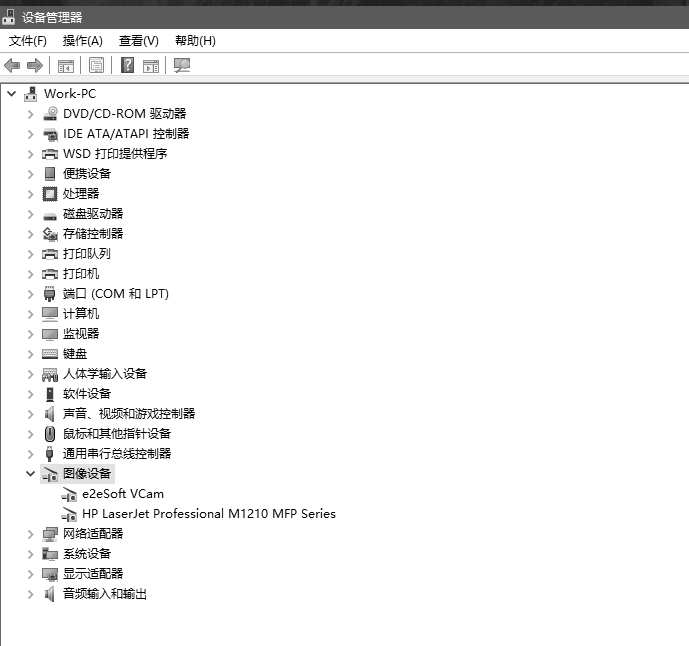 设备管理器
文件(F) 操作(A) 查看(V) 帮助(H)
Work-PC
DVD/CD-ROM 驱动器
IDE ATA/ATAPI 控制器
WSD 打印提供程序
便携设备
处理器
磁盘驱动器
存储控制器
打印队列
打印机
端口 (COM 和 LPT)
计算机
监视器
键盘
人体学输入设备
软件设备
声音、视频和游戏控制器
鼠标和其他指针设备
通用串行总线控制器
图像设备
e2eSoft VCam
HP LaserJet Professional M1210 MFP Series
网络适配器
系统设备
显示适配器
音频输入和输出